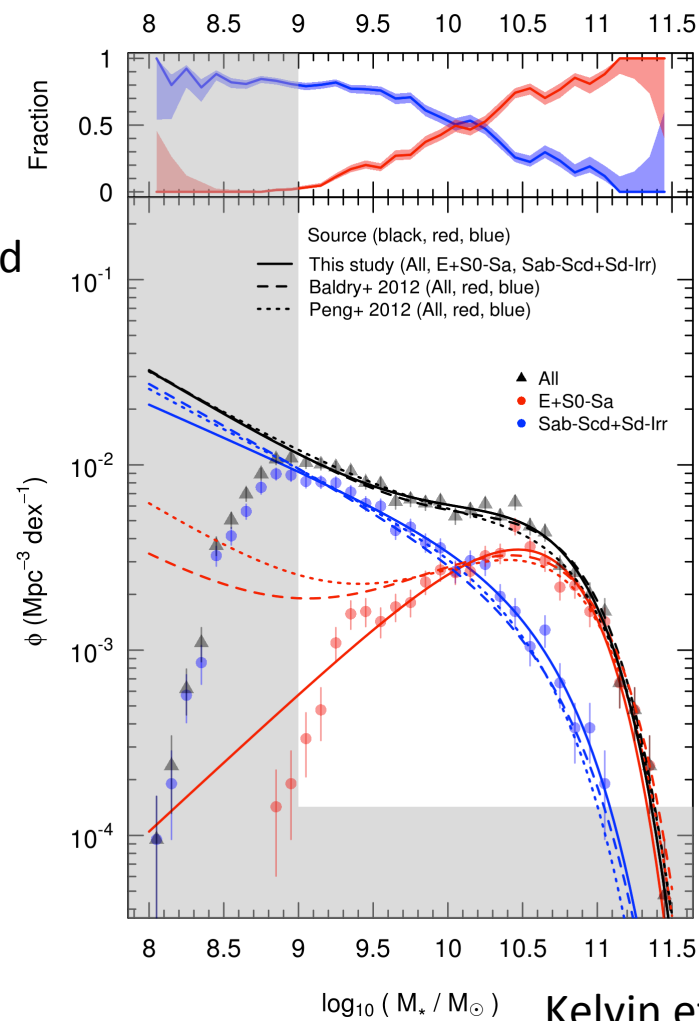 8 8.5 9 9.5 10 10.5 11 11.5
Fraction
1
0.5
0
d
Source (black, red, blue)
This study (All, E+S0-Sa, Sab-Scd+Sd-Irr)
Baldry+ 2012 (All, red, blue)
Peng+ 2012 (All, red, blue)
All
E+S0-Sa
Sab-Scd+Sd-Irr
ϕ (Mpc⁻³ dex⁻¹)
10⁻¹
10⁻²
10⁻³
10⁻⁴
8 8.5 9 9.5 10 10.5 11 11.5
log₁₀ ( M⋆ / M☉ )
Kelvin et